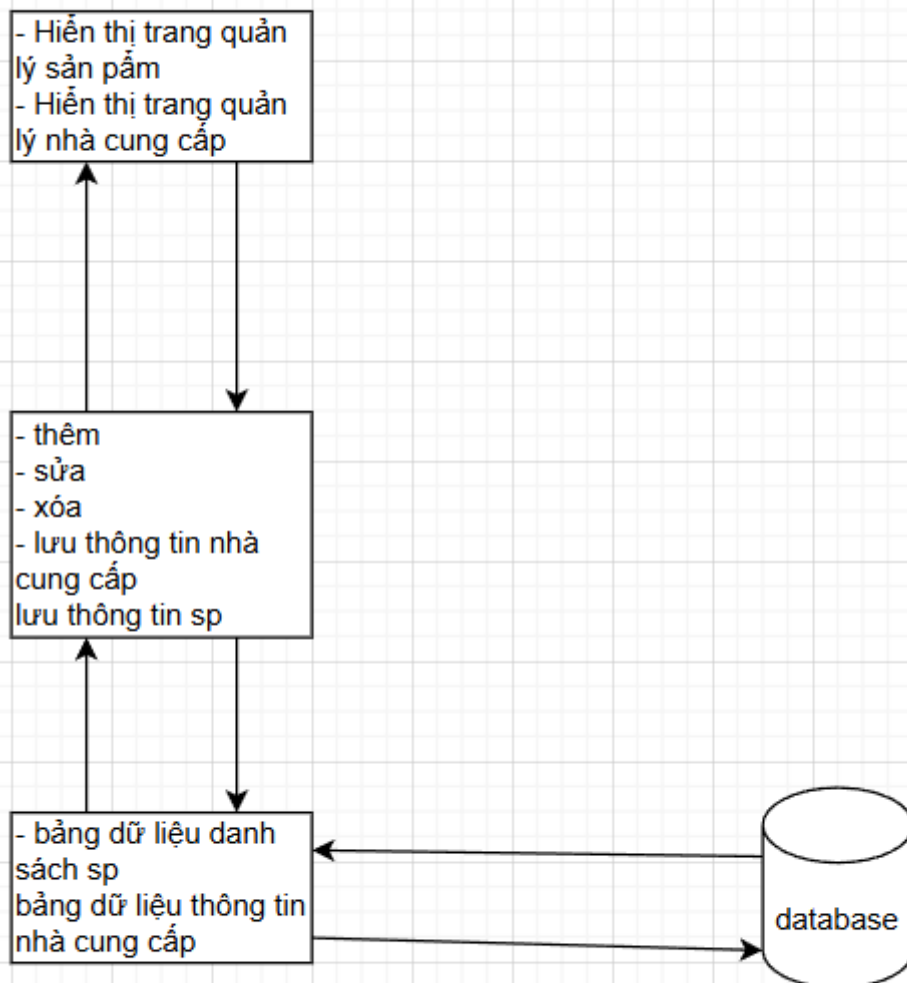 - Hiển thị trang quản
lý sản pẩm
- Hiển thị trang quản
lý nhà cung cấp
- thêm
- sửa
- xóa
- lưu thông tin nhà
cung cấp
lưu thông tin sp
- bảng dữ liệu danh
sách sp
bảng dữ liệu thông tin
nhà cung cấp
database